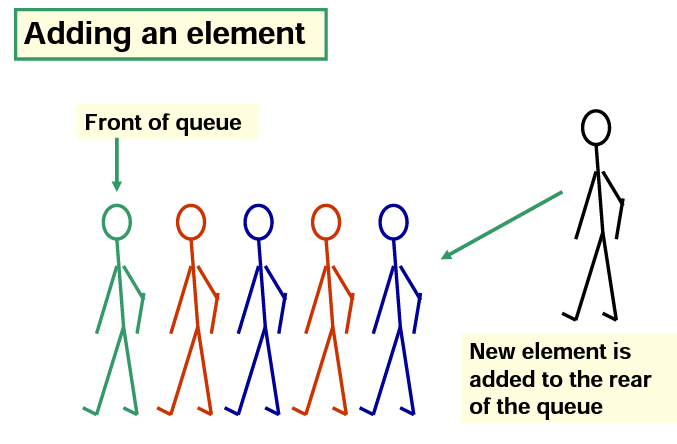 Adding an element
Front of queue
New element is
added to the rear
of the queue